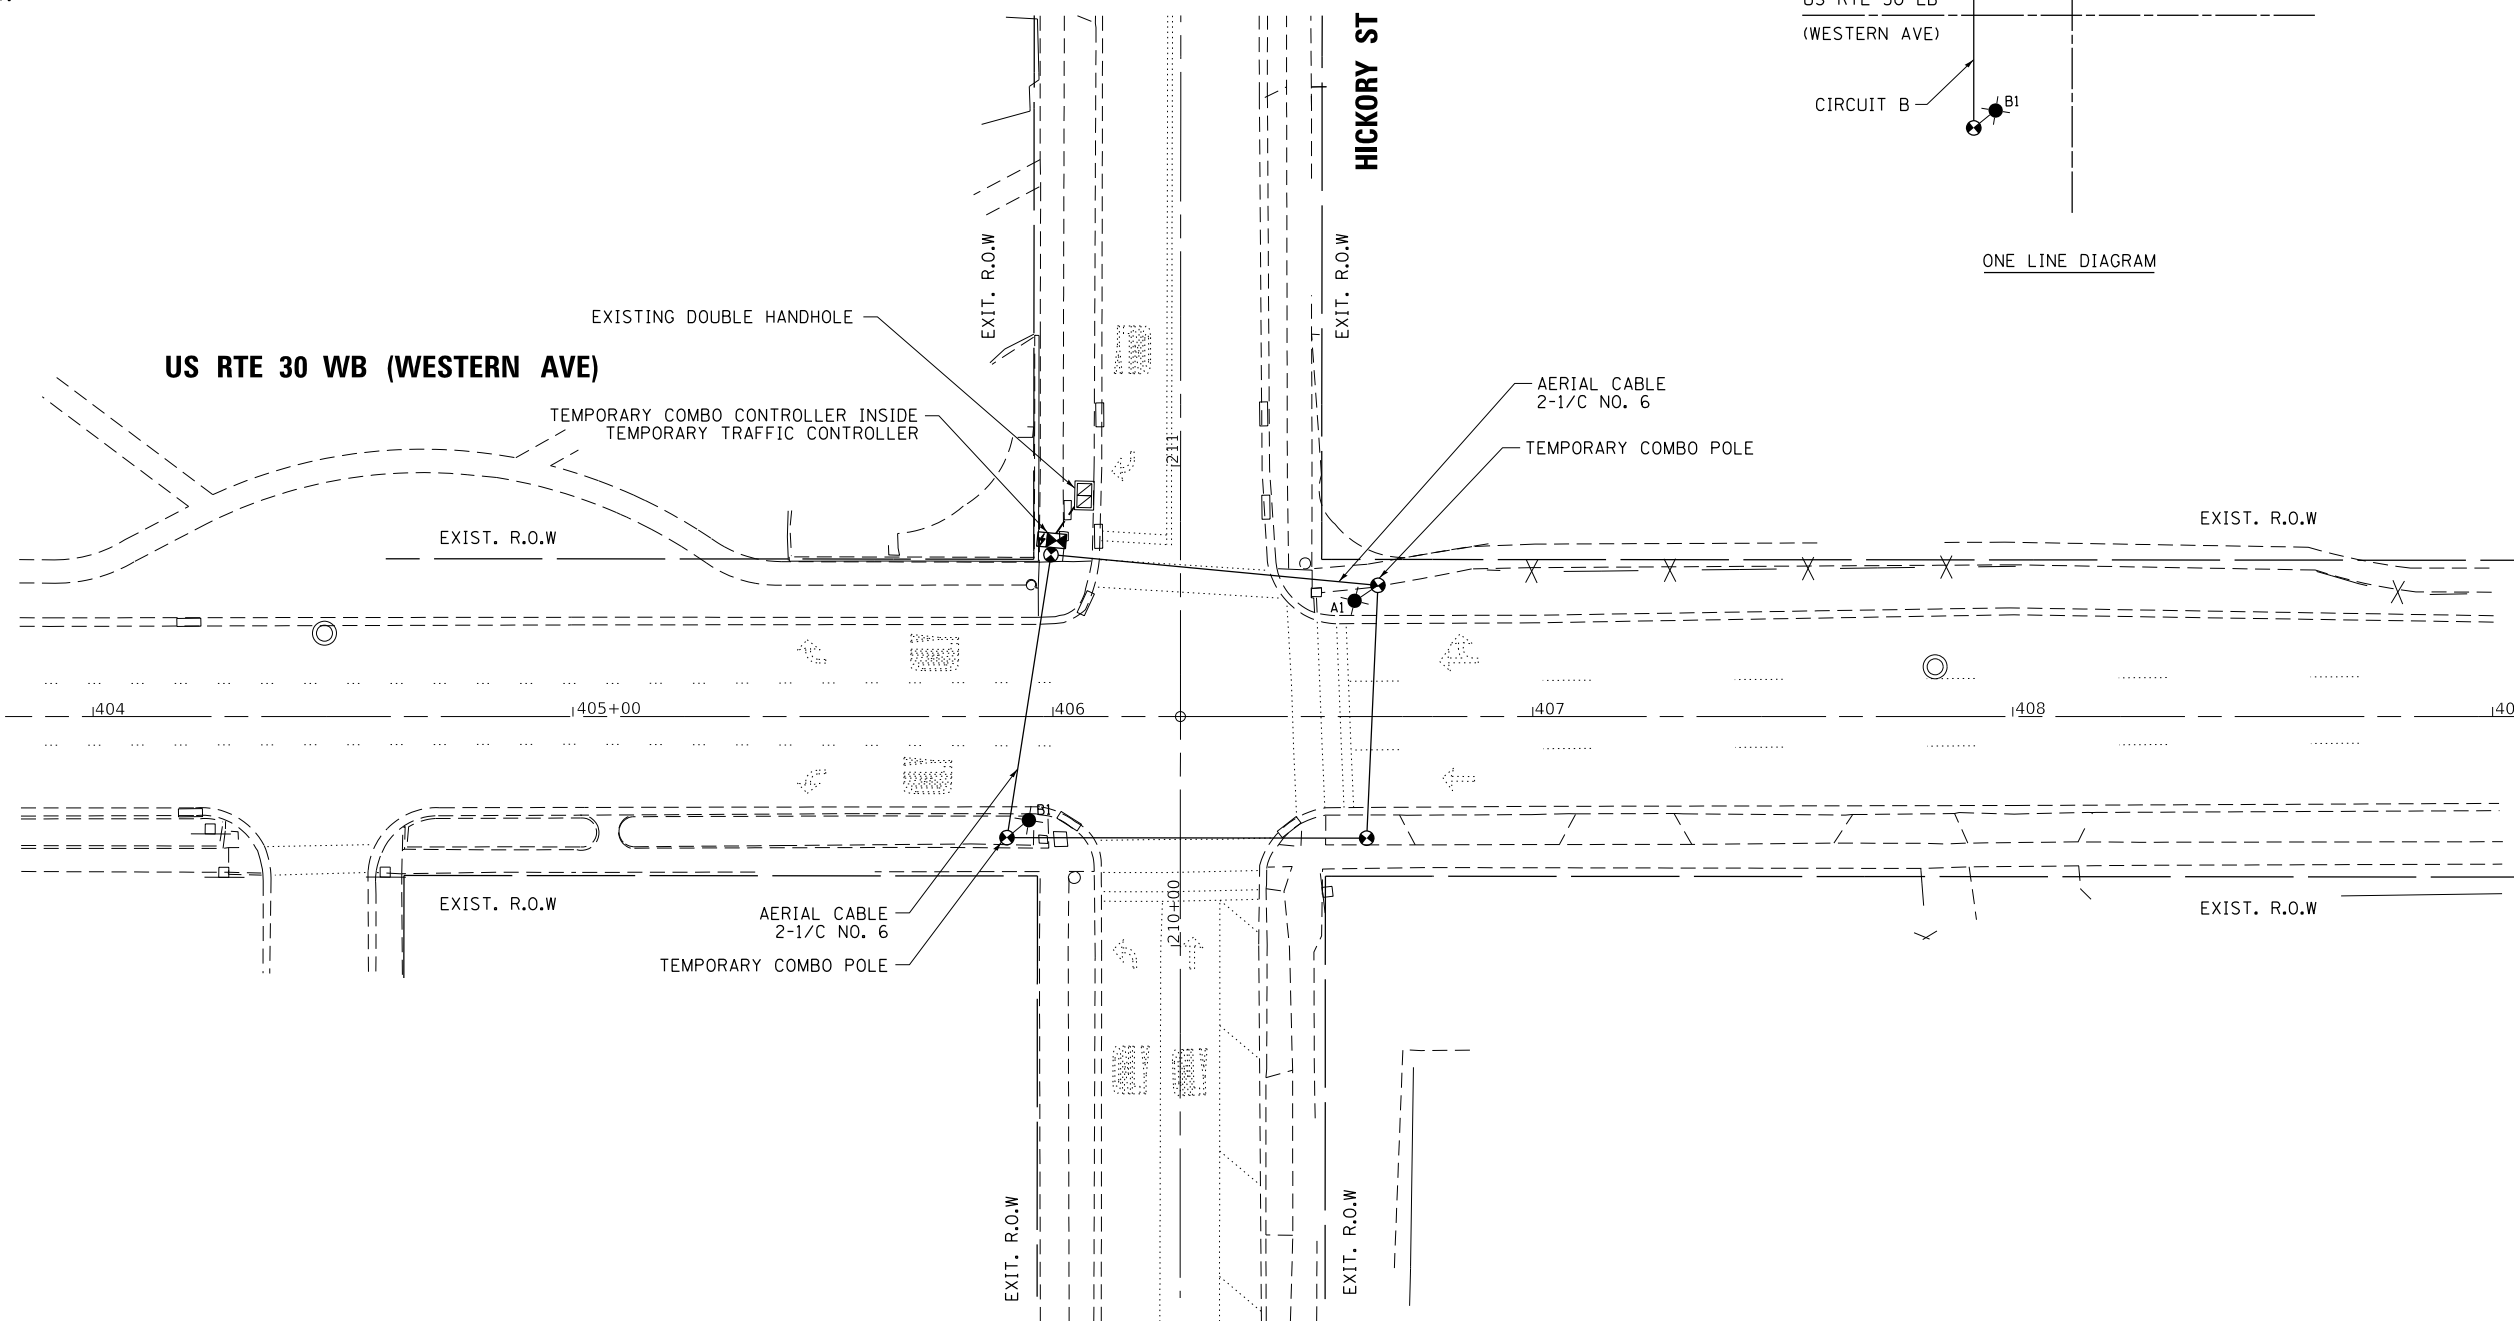 HICKORY ST
US RTE 30 EB
(WESTERN AVE)
CIRCUIT B
B1
ONE LINE DIAGRAM
EXIT. R.O.W
EXIT. R.O.W
EXISTING DOUBLE HANDHOLE
US RTE 30 WB (WESTERN AVE)
AERIAL CABLE
2-1/C NO. 6
TEMPORARY COMBO CONTROLLER INSIDE
TEMPORARY TRAFFIC CONTROLLER
TEMPORARY COMBO POLE
211
EXIST. R.O.W
EXIST. R.O.W
A1
404
405+00
406
407
408
40
B1
EXIST. R.O.W
AERIAL CABLE
2-1/C NO. 6
210+00
EXIST. R.O.W
TEMPORARY COMBO POLE
EXIT. R.O.W
EXIT. R.O.W